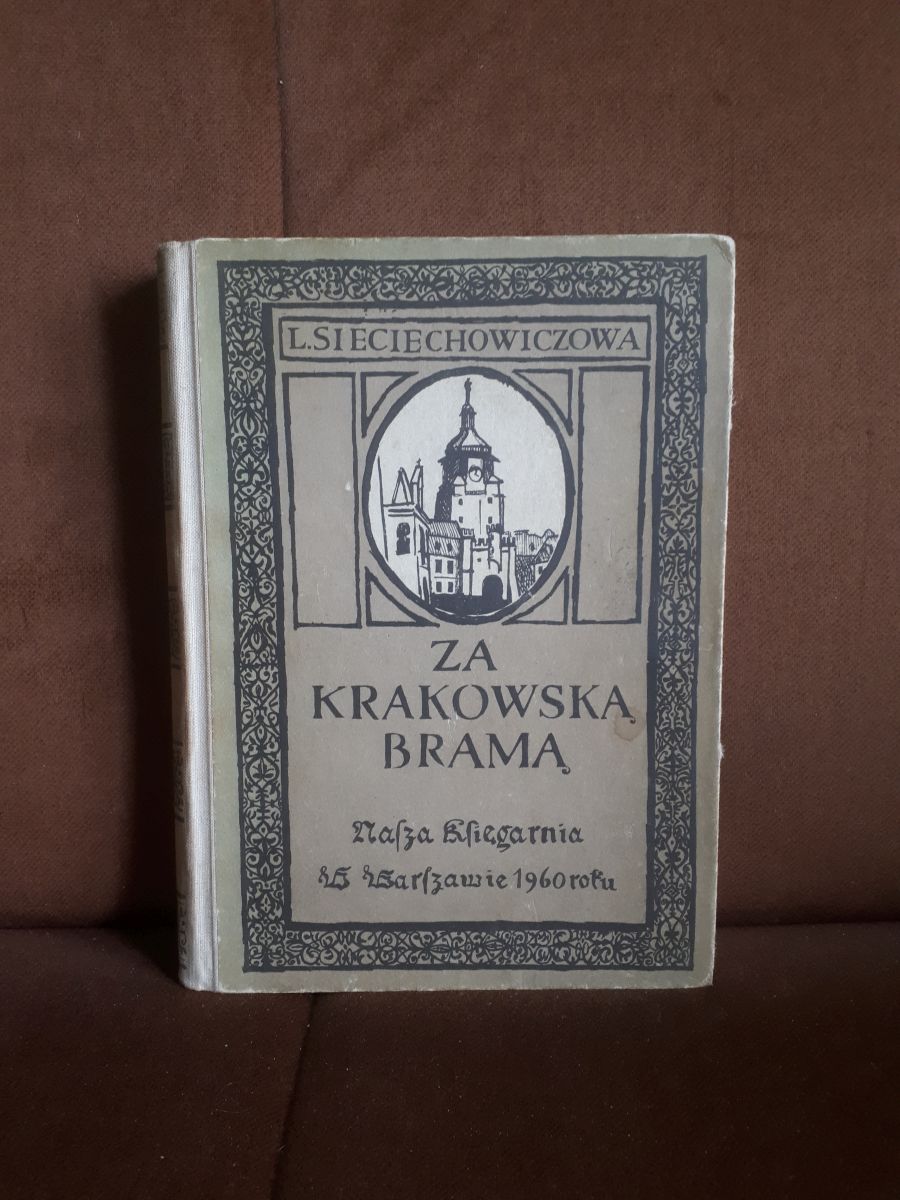 L.SIECIECHOWICZOWA
ZA
KRAKOWSKĄ
BRAMĄ
Nasza Księgarnia
W Warszawie 1960 roku